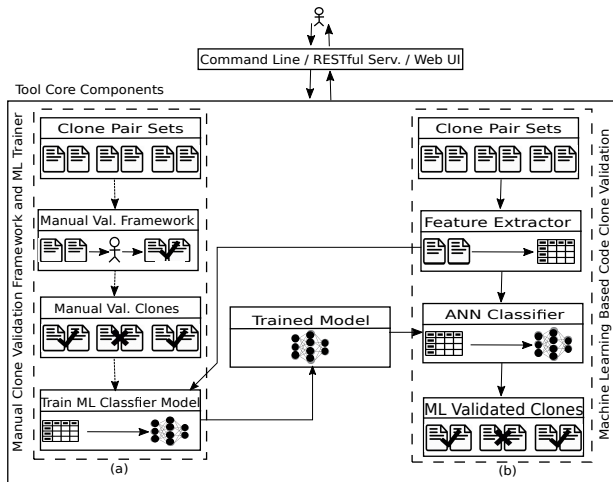 Command Line / RESTful Serv. / Web UI
Tool Core Components
Manual Clone Validation Framework and ML Trainer
Clone Pair Sets
Manual Val. Framework
Manual Val. Clones
Train ML Classfier Model
(a)
Trained Model
Clone Pair Sets
Feature Extractor
ANN Classifier
ML Validated Clones
(b)
Machine Learning Based Code Clone Validation